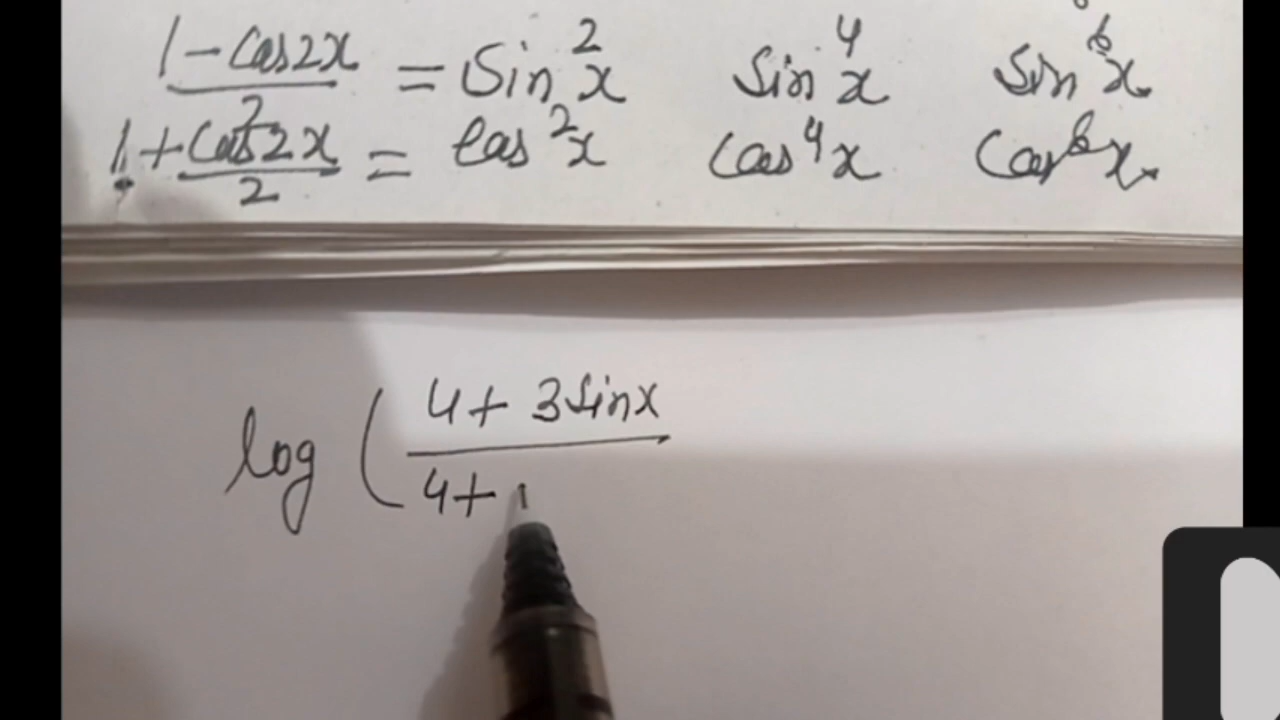 1 - cos2x / 2 = Sin²x Sin⁴x Sin⁶x
1 + cos2x / 2 = cos²x cos⁴x cos⁶x
log ( 4 + 3sinx
4 +